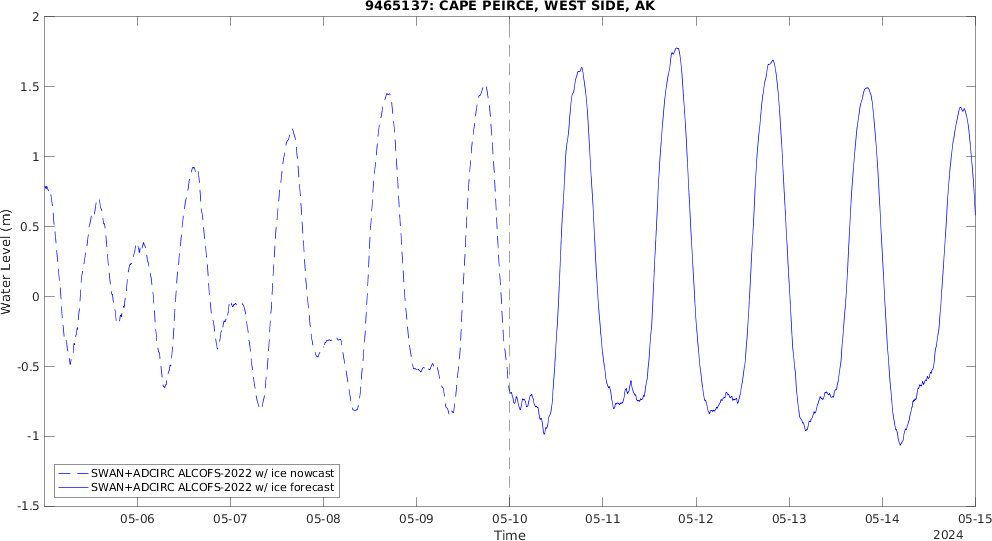 9465137: CAPE PEIRCE, WEST SIDE, AK
2
1.5
1
0.5
0
-0.5
-1
-1.5
Water Level (m)
SWAN+ADCIRC ALCOFS-2022 w/ ice nowcast
SWAN+ADCIRC ALCOFS-2022 w/ ice forecast
05-06 05-07 05-08 05-09 05-10 05-11 05-12 05-13 05-14 05-15
Time
2024